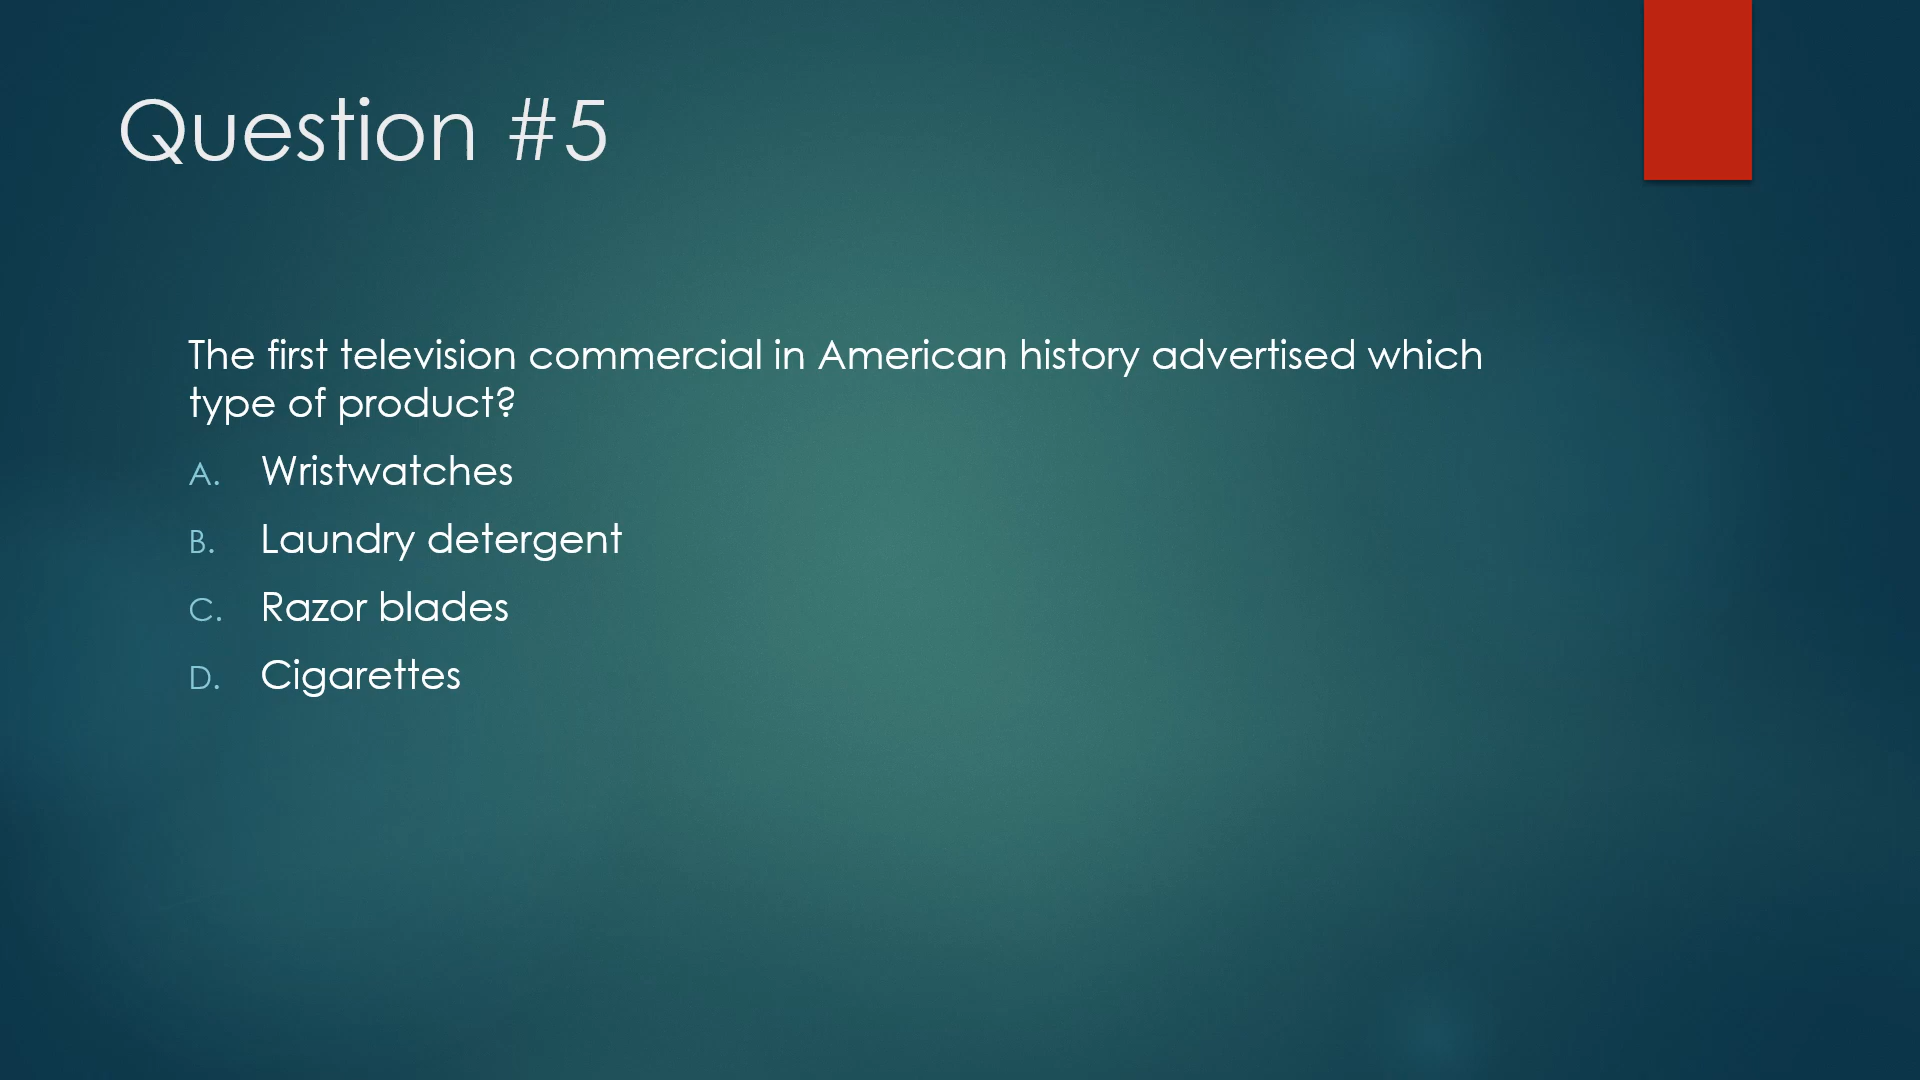 Question #5
The first television commercial in American history advertised which
type of product?
A. Wristwatches
B. Laundry detergent
C. Razor blades
D. Cigarettes